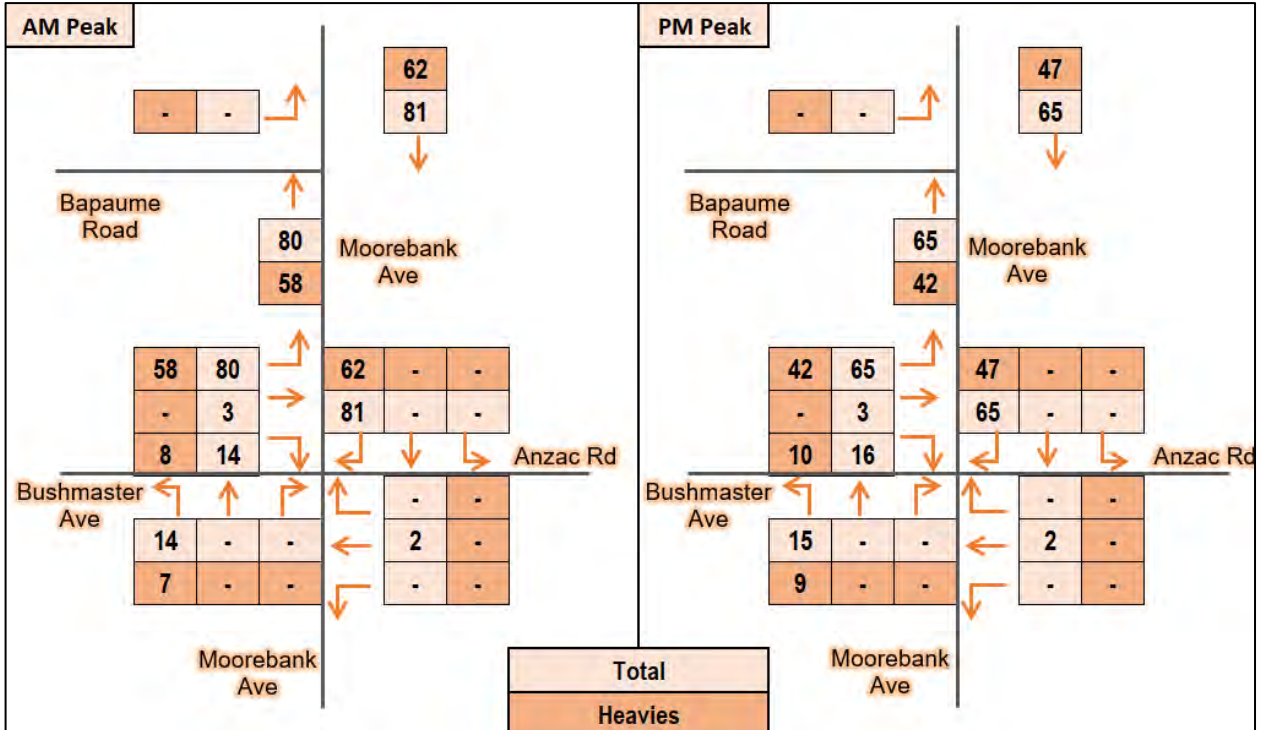 AM Peak
62
- - 81
Bapaume
Road
80
58
Moorebank
Ave
58 80 62 - -
- 3 81 - -
8 14
Anzac Rd
Bushmaster
Ave
- -
14 - - 2 -
7 - - - -
Moorebank
Ave
PM Peak
47
- - 65
Bapaume
Road
65
42
Moorebank
Ave
42 65 47 - -
- 3 65 - -
10 16
Anzac Rd
Bushmaster
Ave
- -
15 - - 2 -
9 - - - -
Moorebank
Ave
Total
Heavies